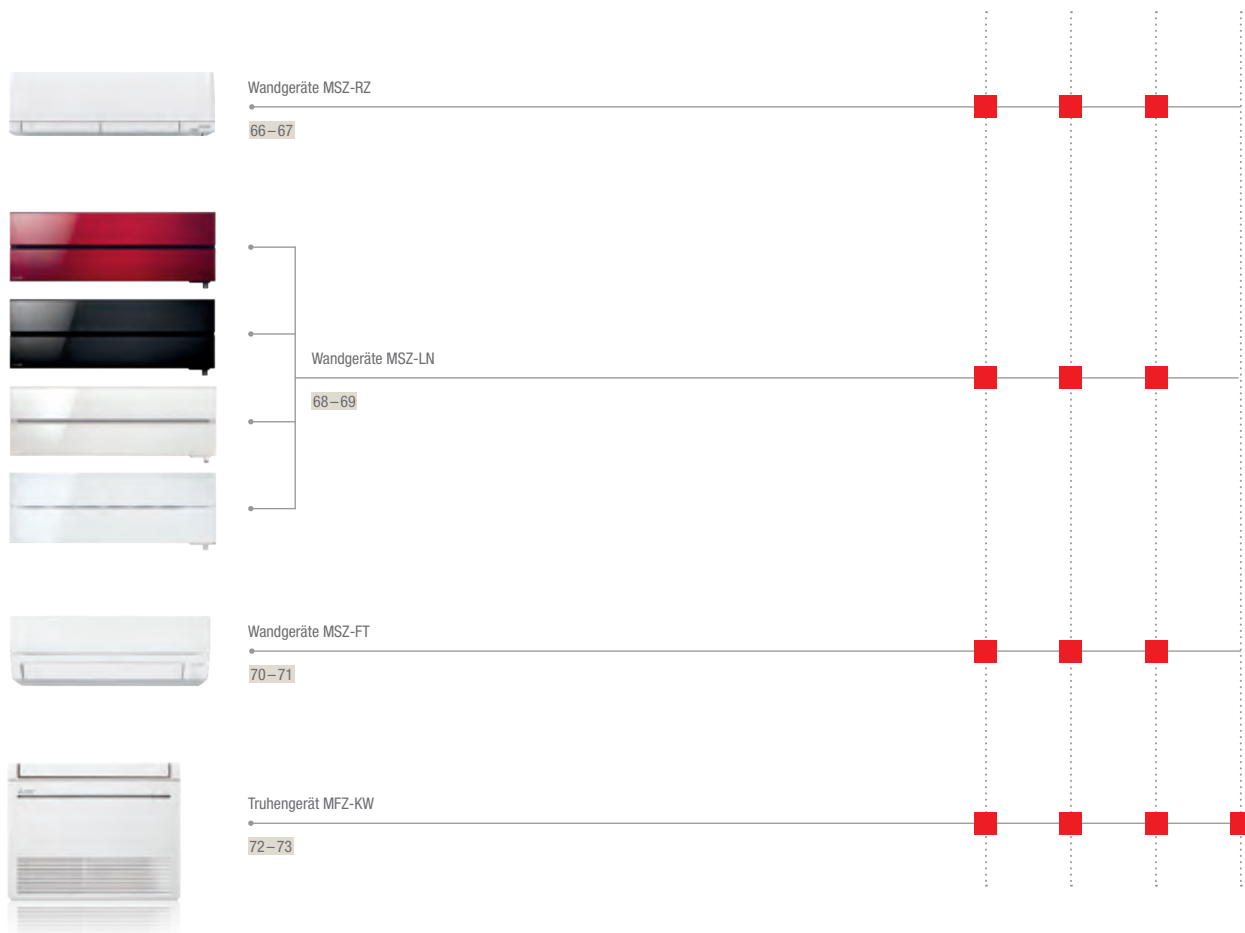 Wandgeräte MSZ-RZ
66–67
Wandgeräte MSZ-LN
68–69
Wandgeräte MSZ-FT
70–71
Truhengerät MFZ-KW
72–73